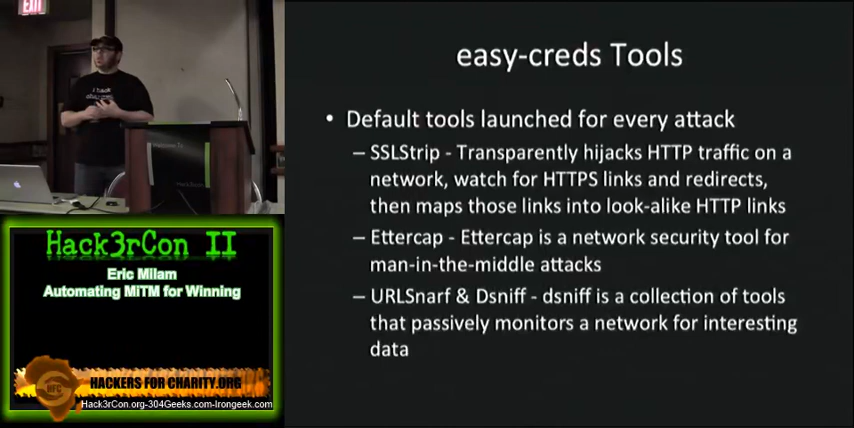 EXIT
I hack
Welcome To
easy-creds Tools
• Default tools launched for every attack
– SSLStrip - Transparently hijacks HTTP traffic on a
network, watch for HTTPS links and redirects,
then maps those links into look-alike HTTP links
– Ettercap - Ettercap is a network security tool for
man-in-the-middle attacks
– URLSnarf & Dsniff - dsniff is a collection of tools
that passively monitors a network for interesting
data
Hack3rCon II
Eric Milam
Automating MiTM for Winning
HFC
HACKERS FOR CHARITY.ORG
Hack3rCon.org-304Geeks.com-Irongeek.com